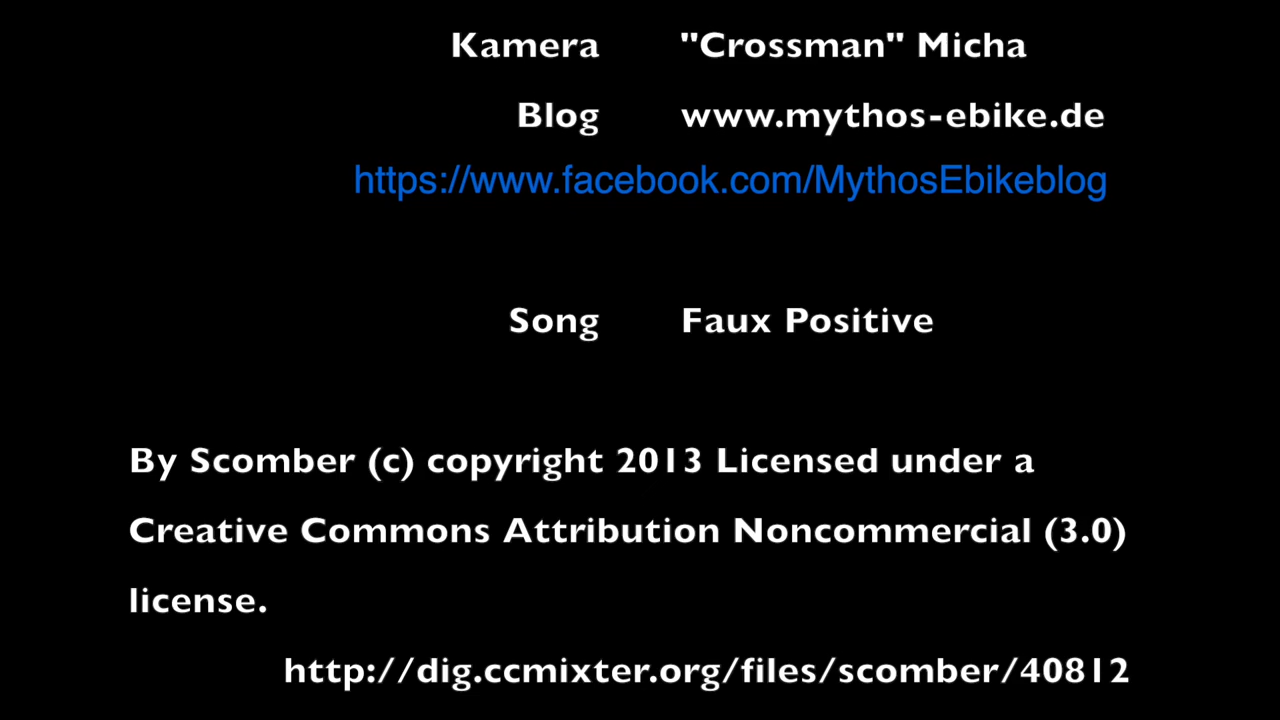 Kamera "Crossman" Micha
Blog www.mythos-ebike.de
https://www.facebook.com/MythosEbikeblog
Song Faux Positive
By Scomber (c) copyright 2013 Licensed under a
Creative Commons Attribution Noncommercial (3.0)
license.
http://dig.ccmixter.org/files/scomber/40812